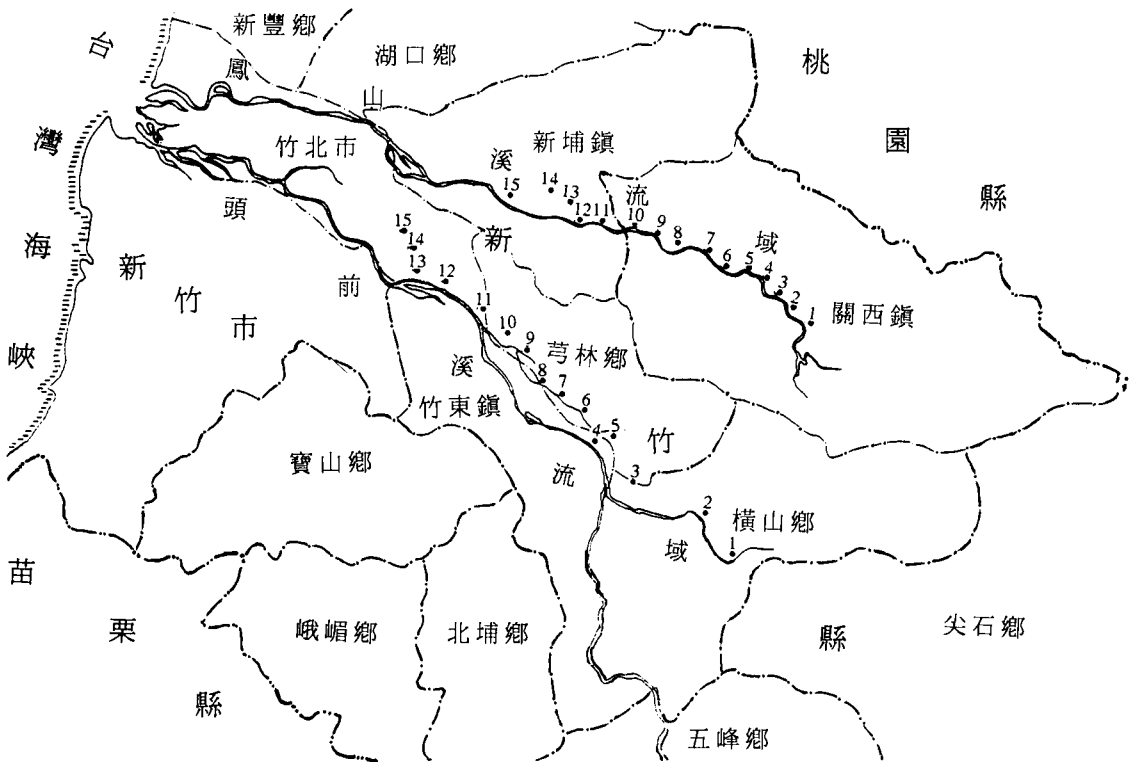 台灣海峽
新豐鄉
湖口鄉
桃園縣
鳳山溪流域
新埔鎮
竹北市
關西鎮
15
14
13
12
11
10
9
8
7
6
5
4
3
2
1
頭前溪流域
新竹縣
新竹市
芎林鄉
竹東鎮
橫山鄉
15
14
13
12
11
10
9
8
7
6
5
4
3
2
1
寶山鄉
峨嵋鄉
北埔鄉
尖石鄉
五峰鄉
苗栗縣